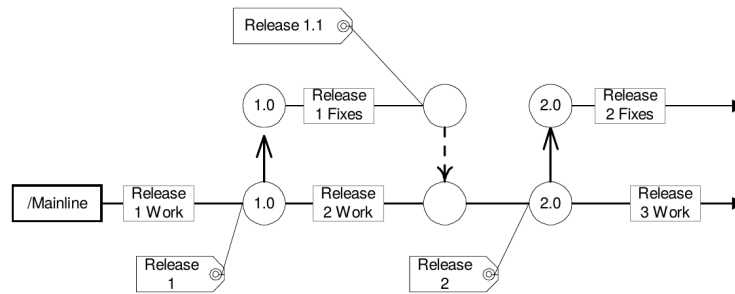 Release 1.1
1.0
Release
1 Fixes
2.0
Release
2 Fixes
/Mainline
Release
1 Work
1.0
Release
2 Work
2.0
Release
3 Work
Release
1
Release
2